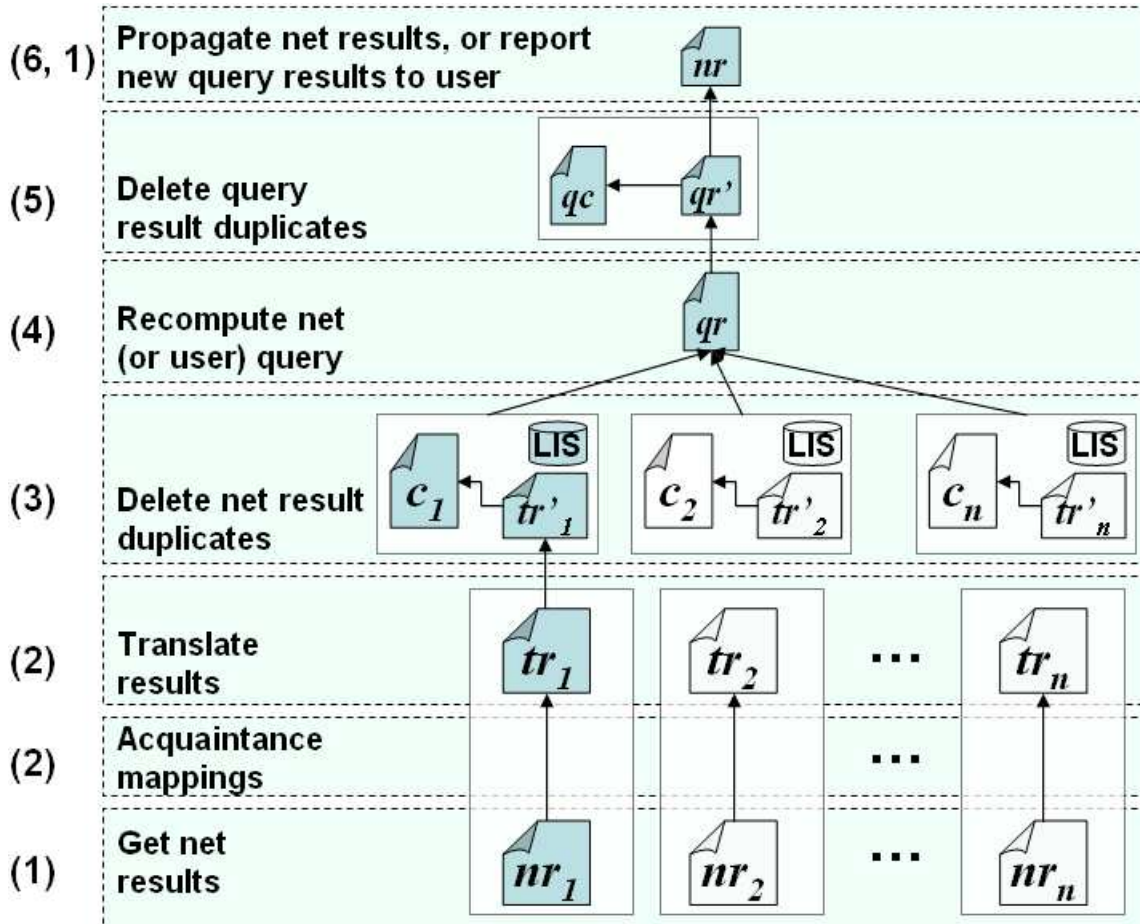 (6, 1)
Propagate net results, or report
new query results to user
nr
(5)
Delete query
result duplicates
qc
qr’
(4)
Recompute net
(or user) query
qr
(3)
Delete net result
duplicates
LIS
c1
tr’1
LIS
c2
tr’2
LIS
cn
tr’n
(2)
Translate
results
tr1
tr2
...
trn
(2)
Acquaintance
mappings
...
(1)
Get net
results
nr1
nr2
...
nrn